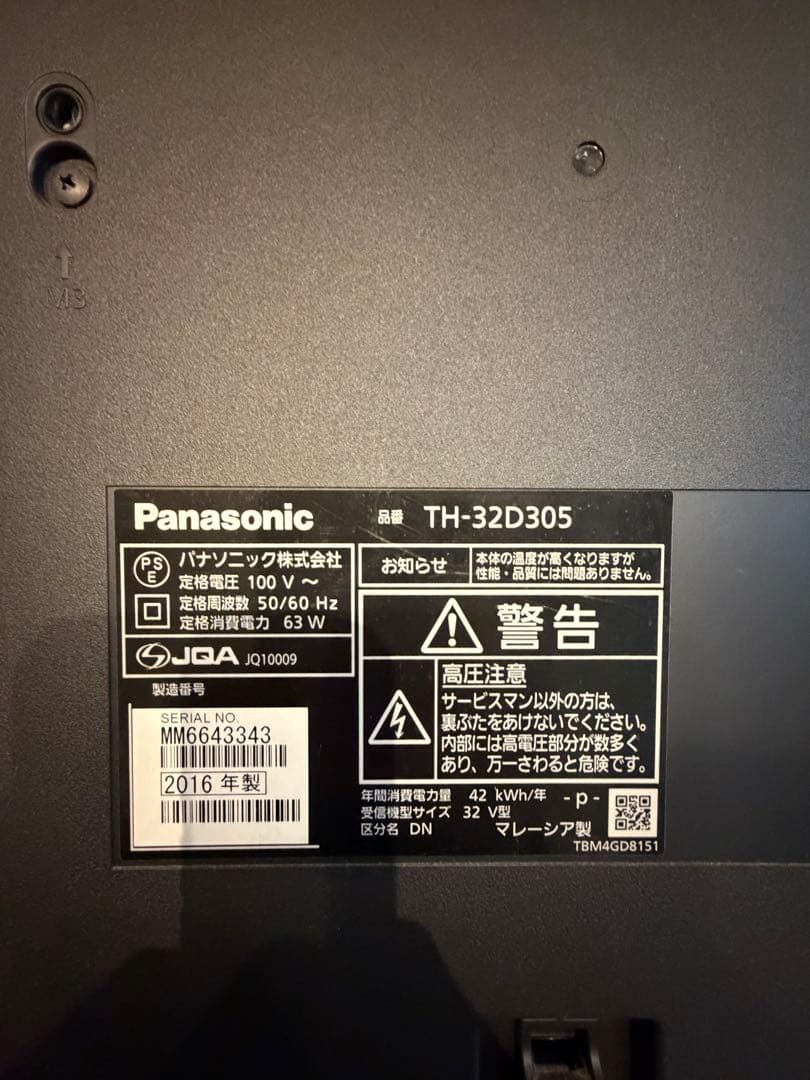 M3
Panasonic 品番 TH-32D305
PS
E
パナソニック株式会社
定格電圧 100 V ～
定格周波数 50/60 Hz
定格消費電力 63 W
JQA JQ10009
お知らせ
本体の温度が高くなりますが
性能・品質には問題ありません。
警告
高圧注意
サービスマン以外の方は、
裏ぶたをあけないでください。
内部には高電圧部分が数多く
あり、万一さわると危険です。
製造番号
SERIAL NO.
MM6643343
2016 年製
年間消費電力量 42 kWh/年 - p -
受信機型サイズ 32 V型
区分名 DN マレーシア製
TBM4GD8151